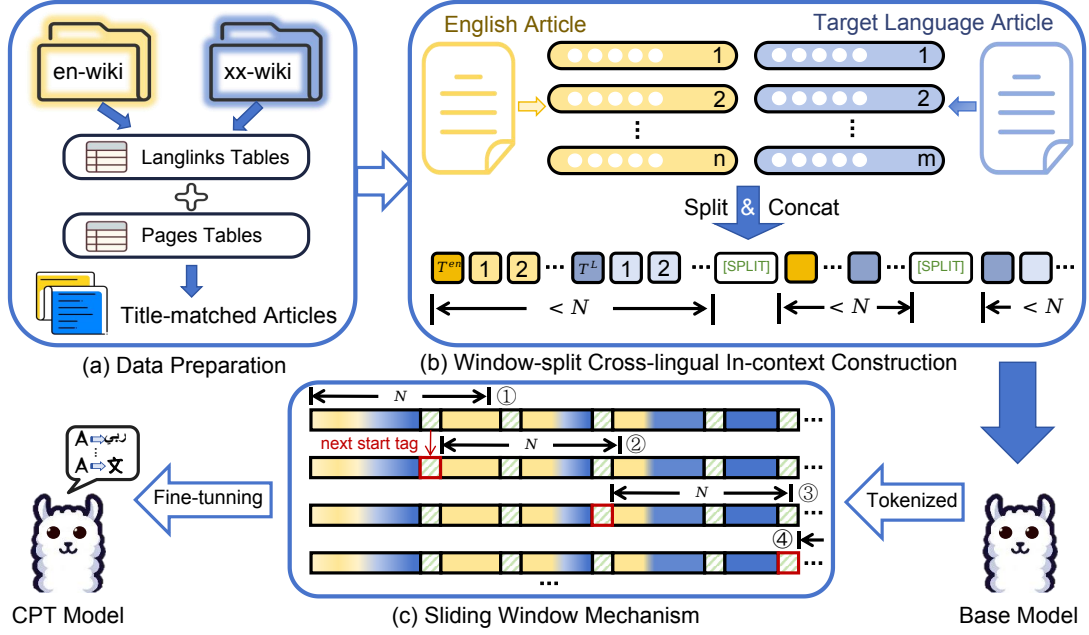 en-wiki
xx-wiki
Langlinks Tables
Pages Tables
Title-matched Articles
(a) Data Preparation
English Article
Target Language Article
1
1
2
2
⋮
⋮
n
m
Split & Concat
T^en 1 2 ··· T^L 1 2 ··· [SPLIT] ··· ··· [SPLIT] ···
< N
< N
< N
(b) Window-split Cross-lingual In-context Construction
N ①
···
next start tag
N ②
···
N ③
···
④
···
···
(c) Sliding Window Mechanism
Tokenized
Base Model
Fine-tunning
A
A 文
CPT Model